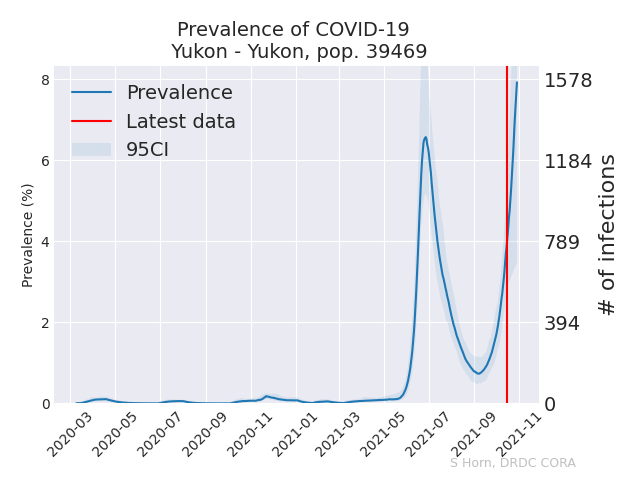 Prevalence of COVID-19
Yukon - Yukon, pop. 39469
Prevalence
Latest data
95CI
Prevalence (%)
8
6
4
2
0
1578
1184
789
394
0
# of infections
2020-03
2020-05
2020-07
2020-09
2020-11
2021-01
2021-03
2021-05
2021-07
2021-09
2021-11
S Horn, DRDC CORA